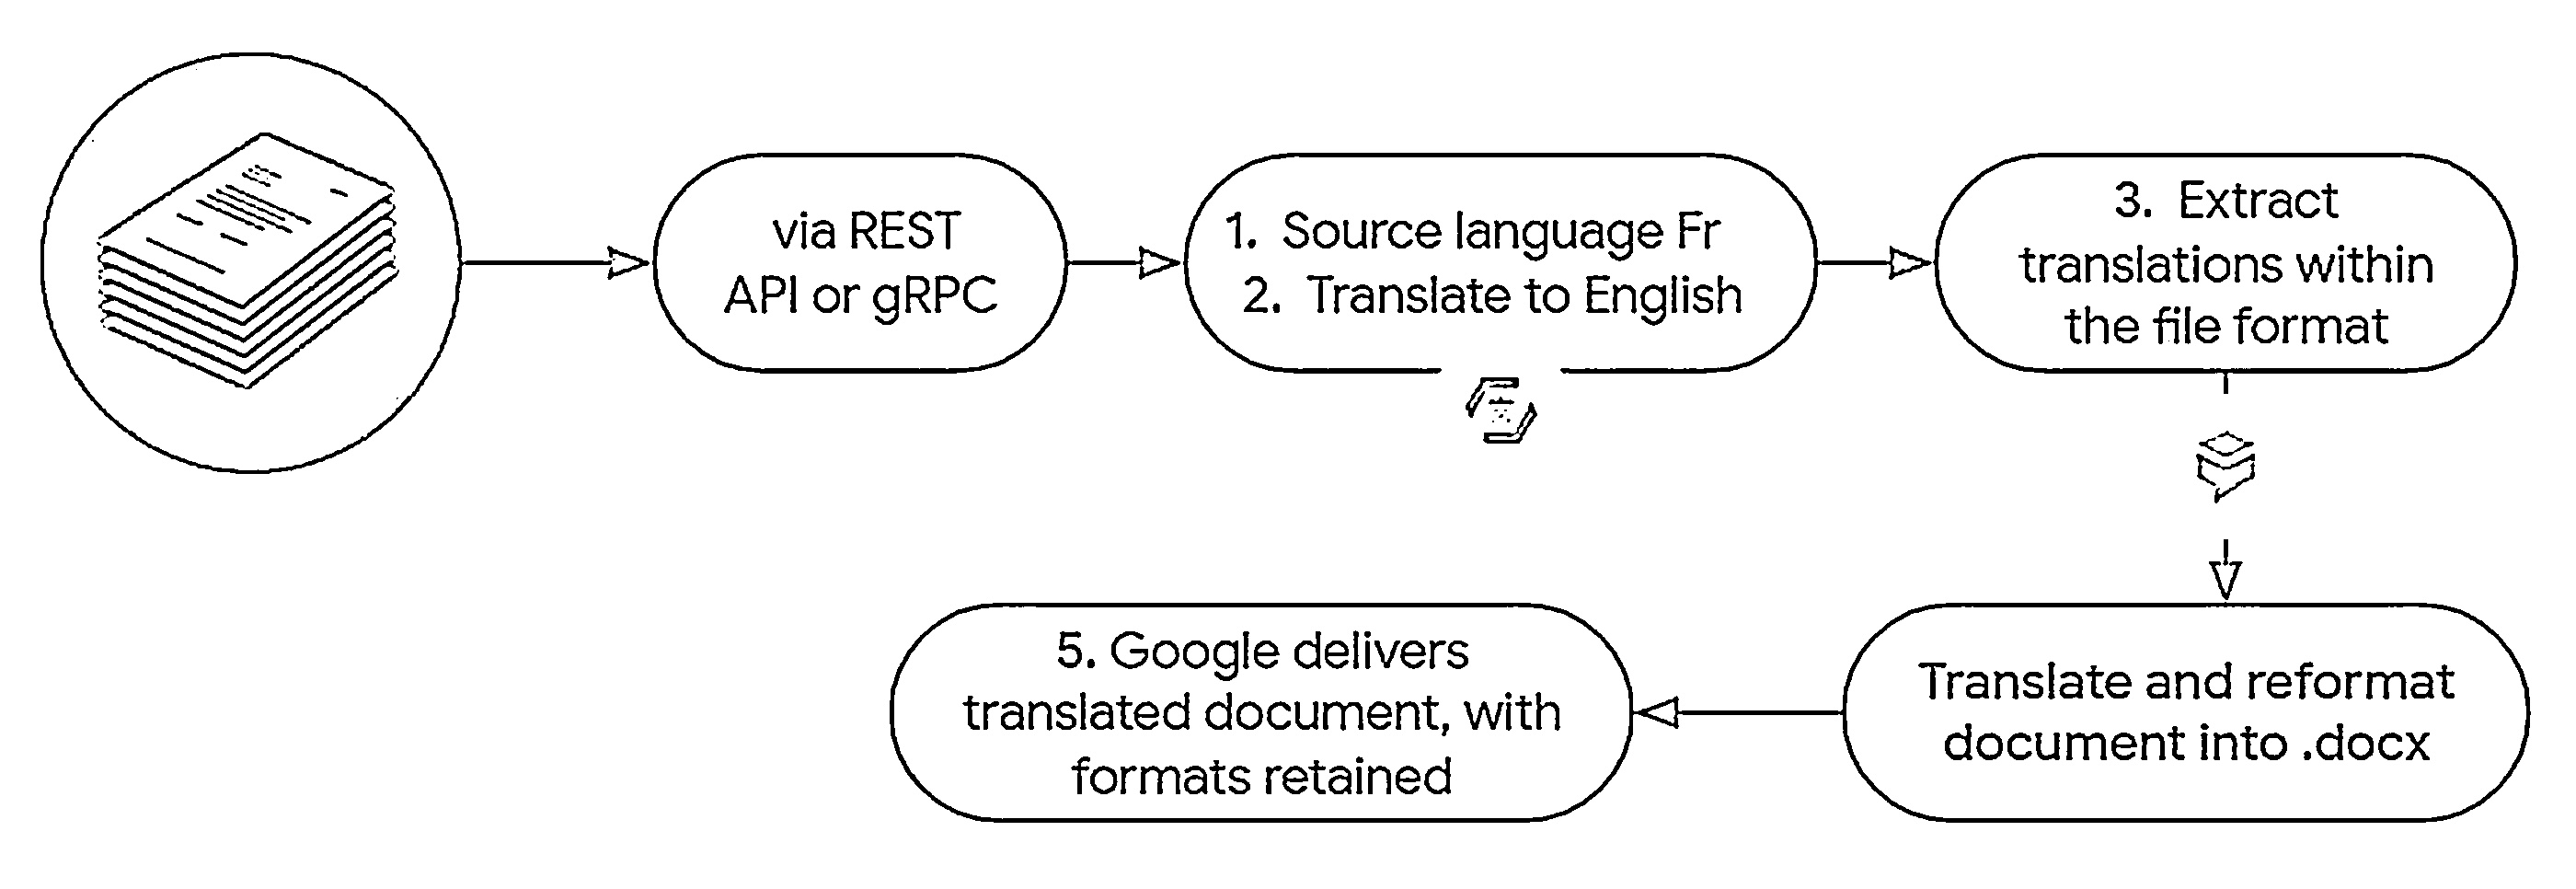 via REST
API or gRPC
1. Source language Fr
2. Translate to English
3. Extract
translations within
the file format
Translate and reformat
document into .docx
5. Google delivers
translated document, with
formats retained